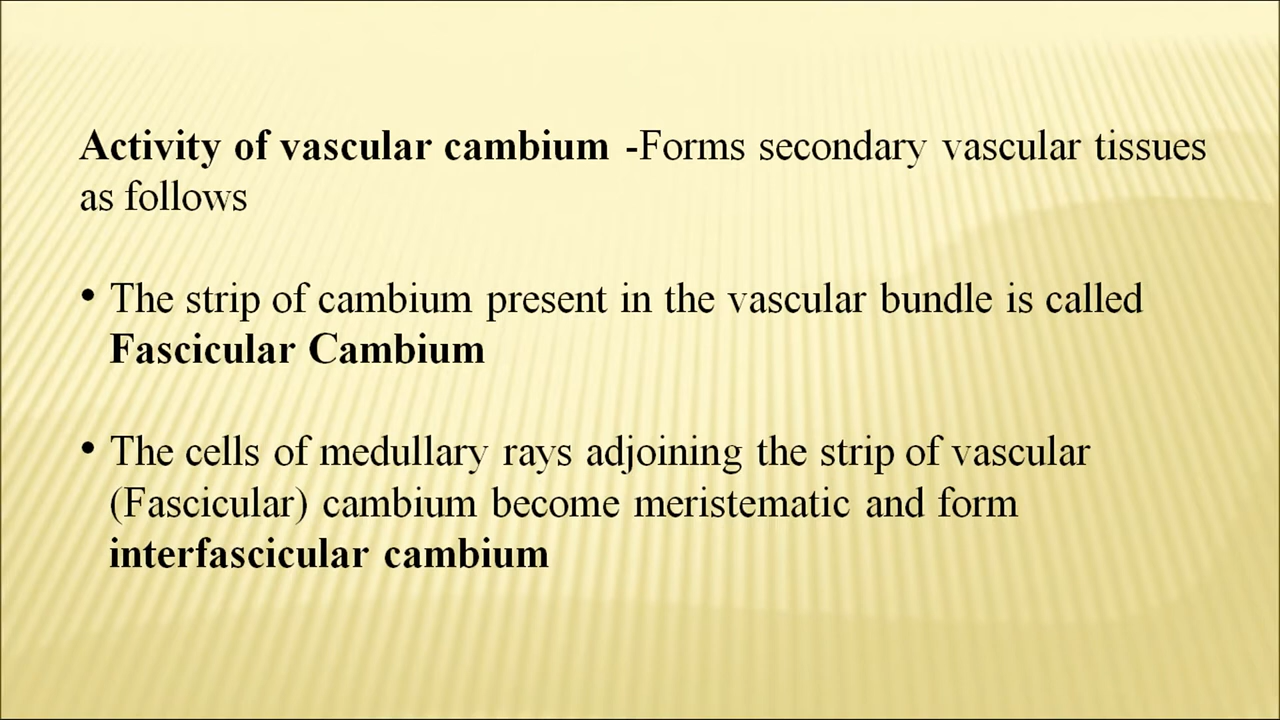 Activity of vascular cambium -Forms secondary vascular tissues
as follows
• The strip of cambium present in the vascular bundle is called
Fascicular Cambium
• The cells of medullary rays adjoining the strip of vascular
(Fascicular) cambium become meristematic and form
interfascicular cambium